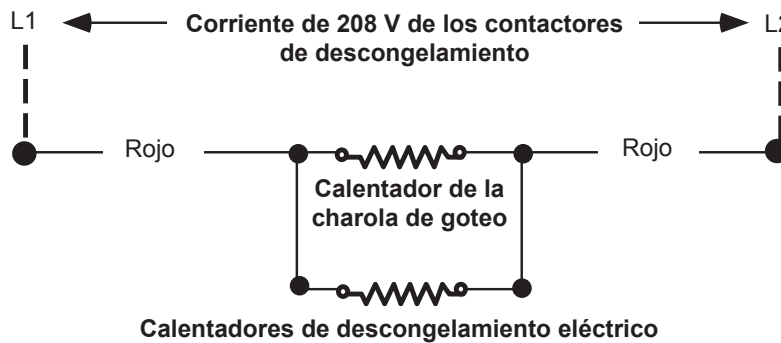 L1
Corriente de 208 V de los contactores
de descongelamiento
L2
Rojo
Rojo
Calentador de la
charola de goteo
Calentadores de descongelamiento eléctrico